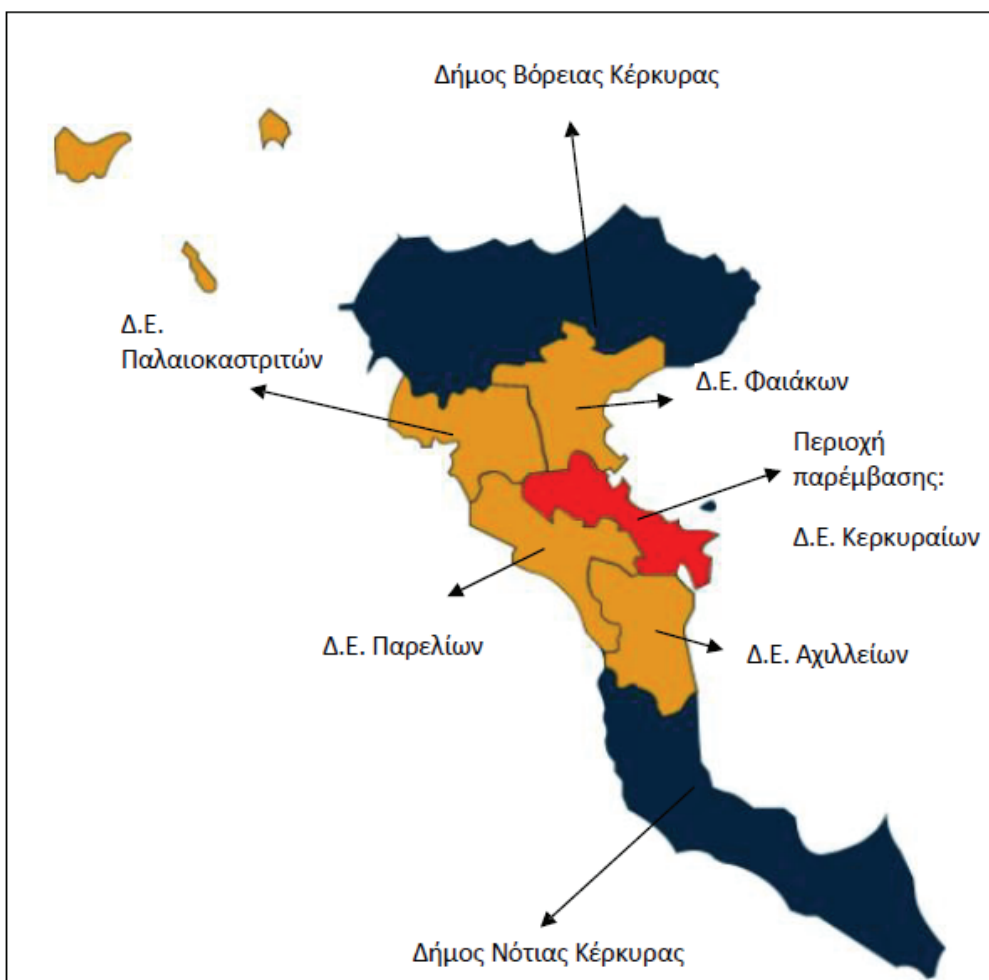 Δήμος Βόρειας Κέρκυρας
Δ.Ε.
Παλαιοκαστριτών
Δ.Ε. Φαιάκων
Περιοχή
παρέμβασης:
Δ.Ε. Κερκυραίων
Δ.Ε. Παρελίων
Δ.Ε. Αχιλλείων
Δήμος Νότιας Κέρκυρας